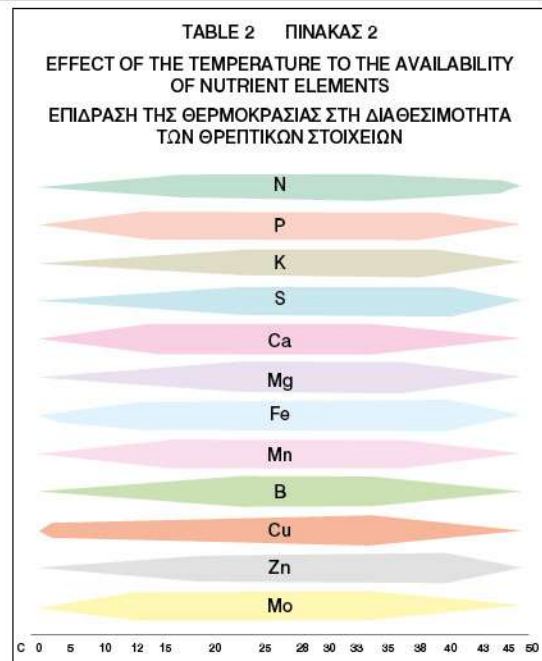 TABLE 2 ΠΙΝΑΚΑΣ 2
EFFECT OF THE TEMPERATURE TO THE AVAILABILITY
OF NUTRIENT ELEMENTS
ΕΠΙΔΡΑΣΗ ΤΗΣ ΘΕΡΜΟΚΡΑΣΙΑΣ ΣΤΗ ΔΙΑΘΕΣΙΜΟΤΗΤΑ
ΤΩΝ ΘΡΕΠΤΙΚΩΝ ΣΤΟΙΧΕΙΩΝ
N
P
K
S
Ca
Mg
Fe
Mn
B
Cu
Zn
Mo
C 0 5 10 12 15 20 25 28 30 33 35 38 40 43 45 50